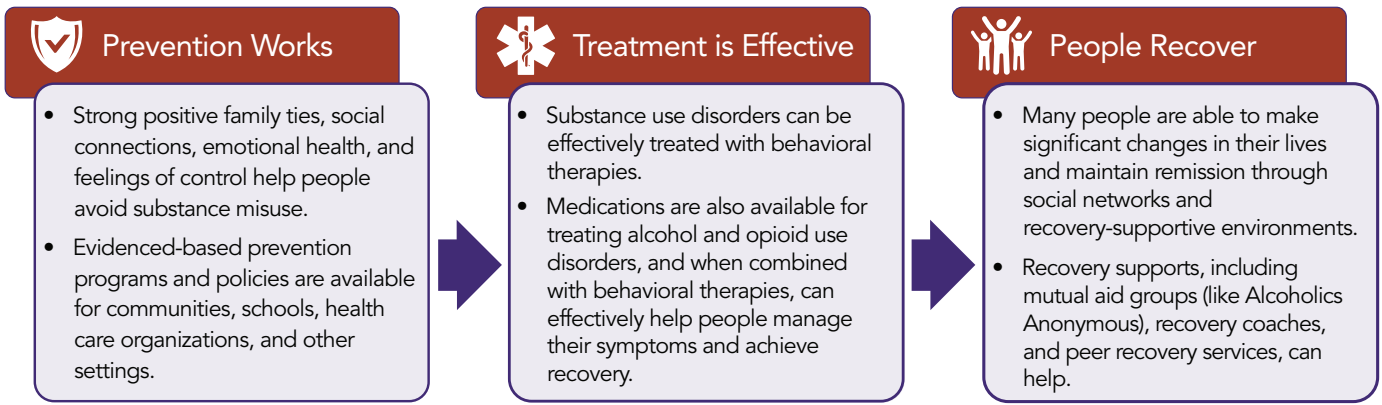 Prevention Works
• Strong positive family ties, social
connections, emotional health, and
feelings of control help people
avoid substance misuse.
• Evidenced-based prevention
programs and policies are available
for communities, schools, health
care organizations, and other
settings.
Treatment is Effective
• Substance use disorders can be
effectively treated with behavioral
therapies.
• Medications are also available for
treating alcohol and opioid use
disorders, and when combined
with behavioral therapies, can
effectively help people manage
their symptoms and achieve
recovery.
People Recover
• Many people are able to make
significant changes in their lives
and maintain remission through
social networks and
recovery-supportive environments.
• Recovery supports, including
mutual aid groups (like Alcoholics
Anonymous), recovery coaches,
and peer recovery services, can
help.